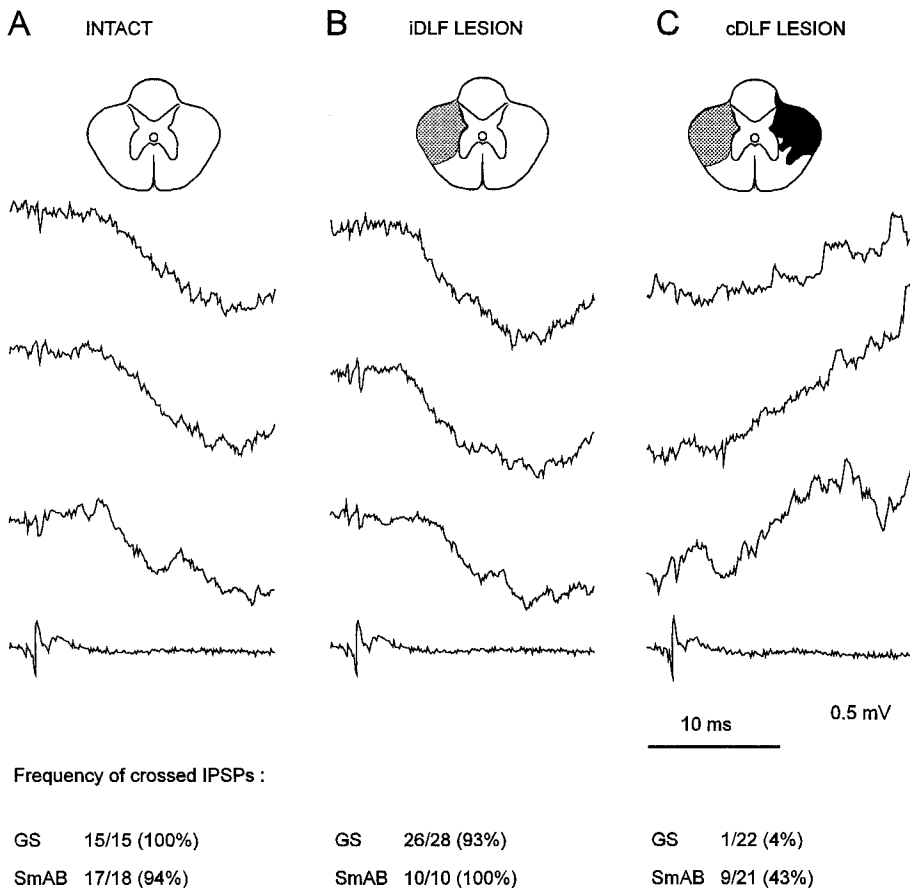 A INTACT
B iDLF LESION
C cDLF LESION
10 ms
0.5 mV
Frequency of crossed IPSPs :
GS 15/15 (100%)
26/28 (93%)
1/22 (4%)
SmAB 17/18 (94%)
10/10 (100%)
9/21 (43%)
GS
SmAB
GS
SmAB